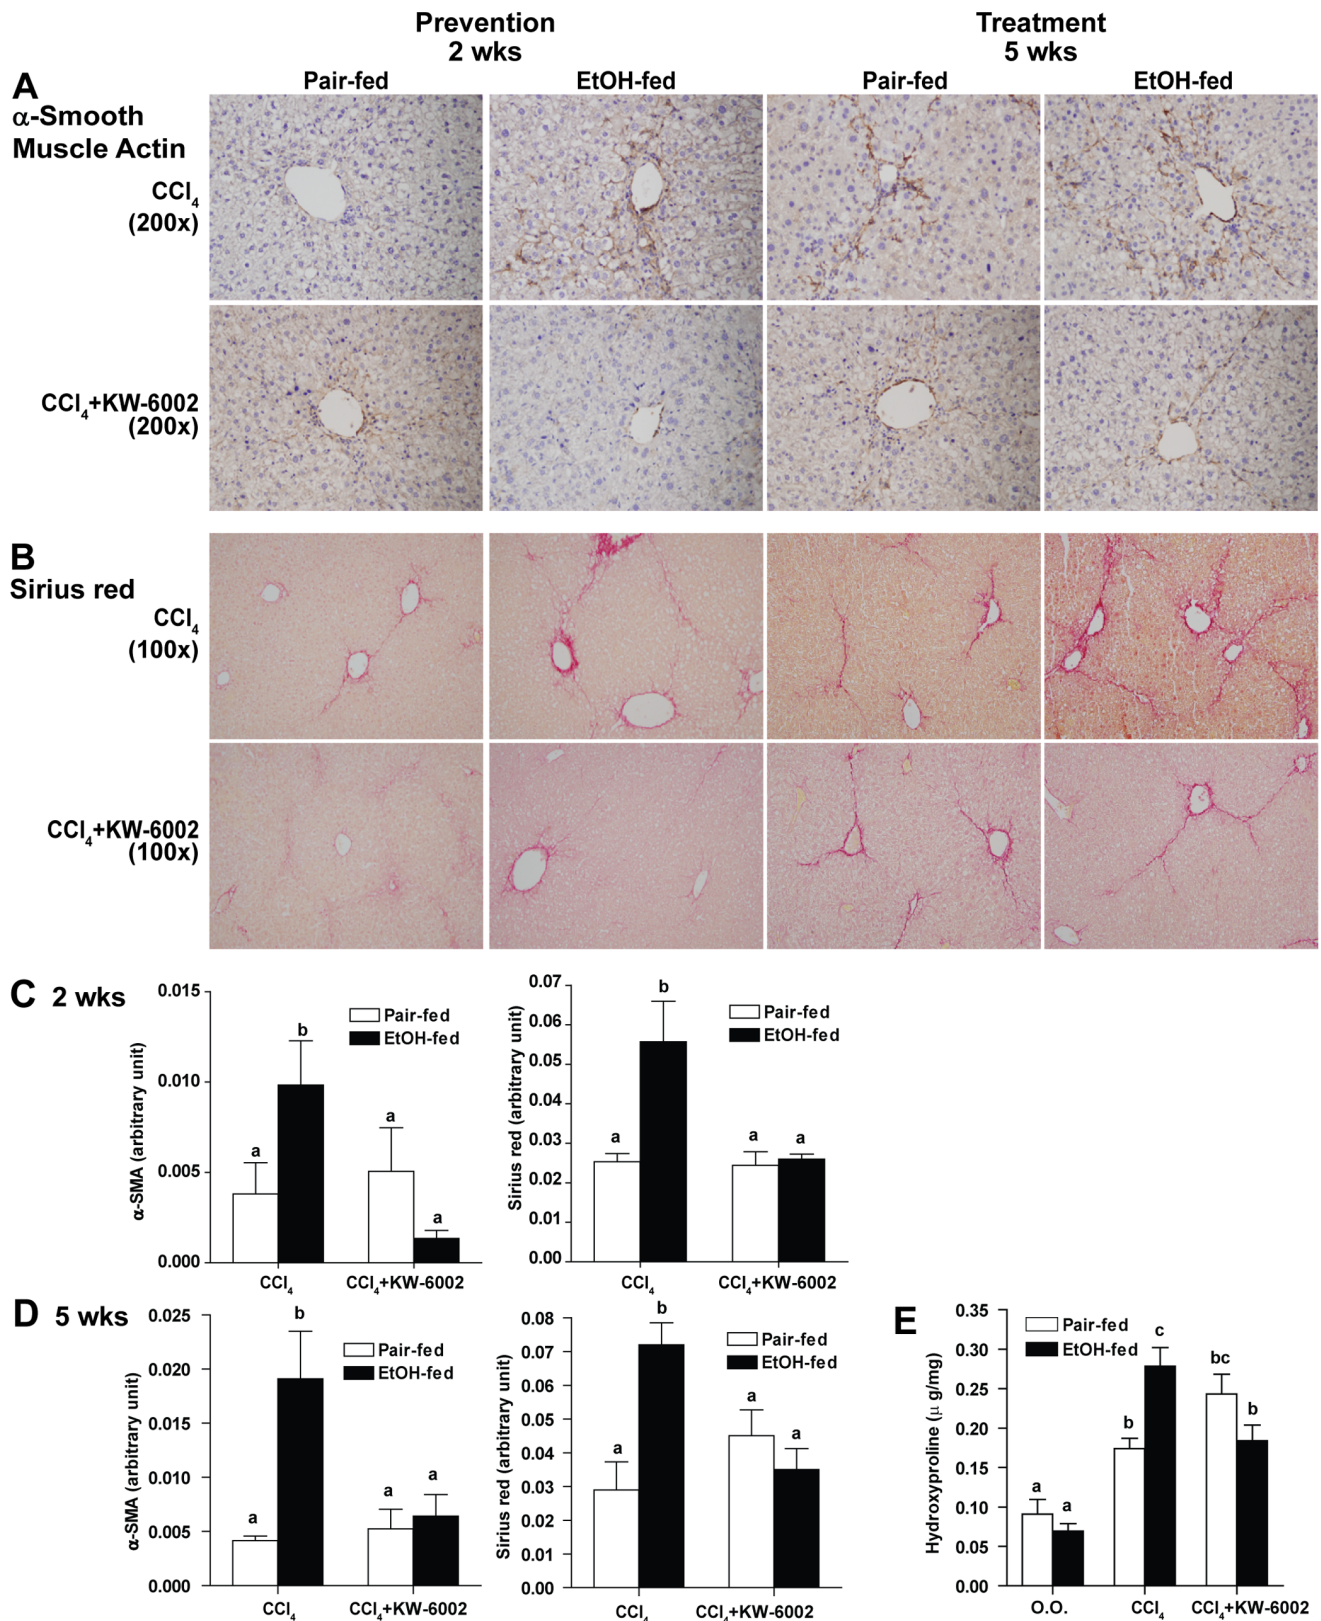 Prevention
2 wks
Treatment
5 wks
Pair-fed
EtOH-fed
Pair-fed
EtOH-fed
A
α-Smooth
Muscle Actin
CCl4
(200x)
CCl4+KW-6002
(200x)
B
Sirius red
CCl4
(100x)
CCl4+KW-6002
(100x)
C 2 wks
α-SMA (arbitrary unit)
0.015
0.010
0.005
0.000
a
b
a
a
Pair-fed
EtOH-fed
CCl4
CCl4+KW-6002
Sirius red (arbitrary unit)
0.07
0.06
0.05
0.04
0.03
0.02
0.01
0.00
a
b
a
a
Pair-fed
EtOH-fed
CCl4
CCl4+KW-6002
D 5 wks
α-SMA (arbitrary unit)
0.025
0.020
0.015
0.010
0.005
0.000
a
b
a
a
Pair-fed
EtOH-fed
CCl4
CCl4+KW-6002
Sirius red (arbitrary unit)
0.08
0.07
0.06
0.05
0.04
0.03
0.02
0.01
0.00
a
b
a
a
Pair-fed
EtOH-fed
CCl4
CCl4+KW-6002
E
Hydroxyproline (μ g/mg)
0.35
0.30
0.25
0.20
0.15
0.10
0.05
0.00
a
a
b
c
bc
b
Pair-fed
EtOH-fed
O.O.
CCl4
CCl4+KW-6002